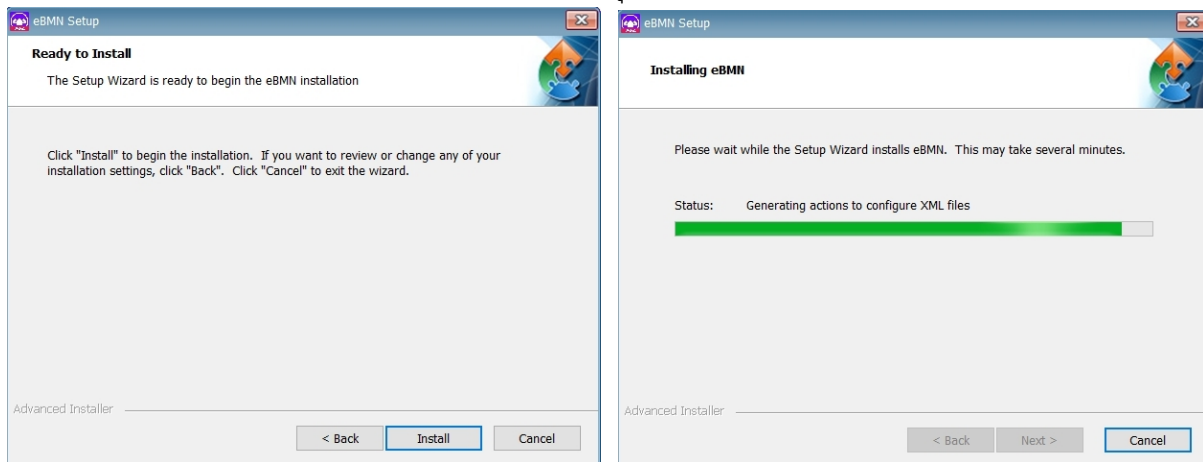 eBMN Setup
Ready to Install
The Setup Wizard is ready to begin the eBMN installation
Click "Install" to begin the installation. If you want to review or change any of your
installation settings, click "Back". Click "Cancel" to exit the wizard.
Advanced Installer
< Back
Install
Cancel
eBMN Setup
Installing eBMN
Please wait while the Setup Wizard installs eBMN. This may take several minutes.
Status: Generating actions to configure XML files
Advanced Installer
< Back
Next >
Cancel